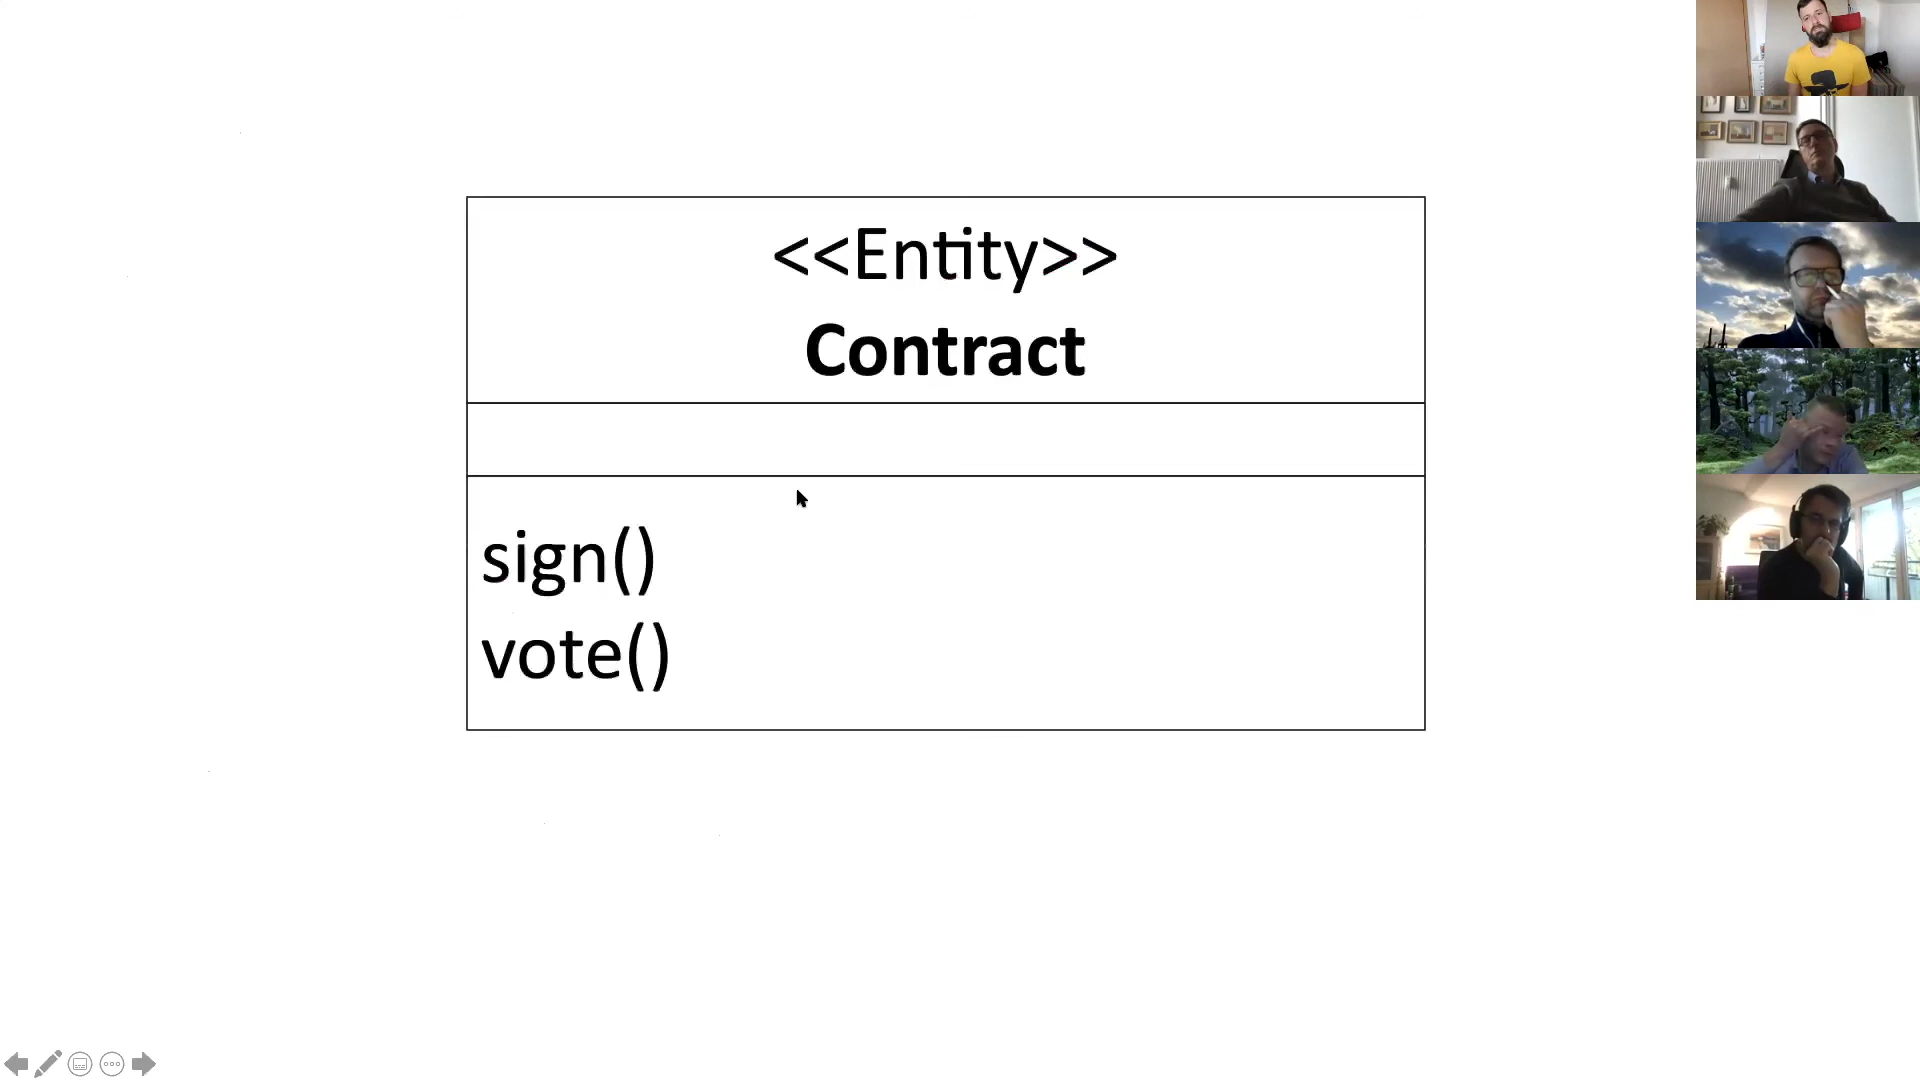 <<Entity>>
Contract
sign()
vote()